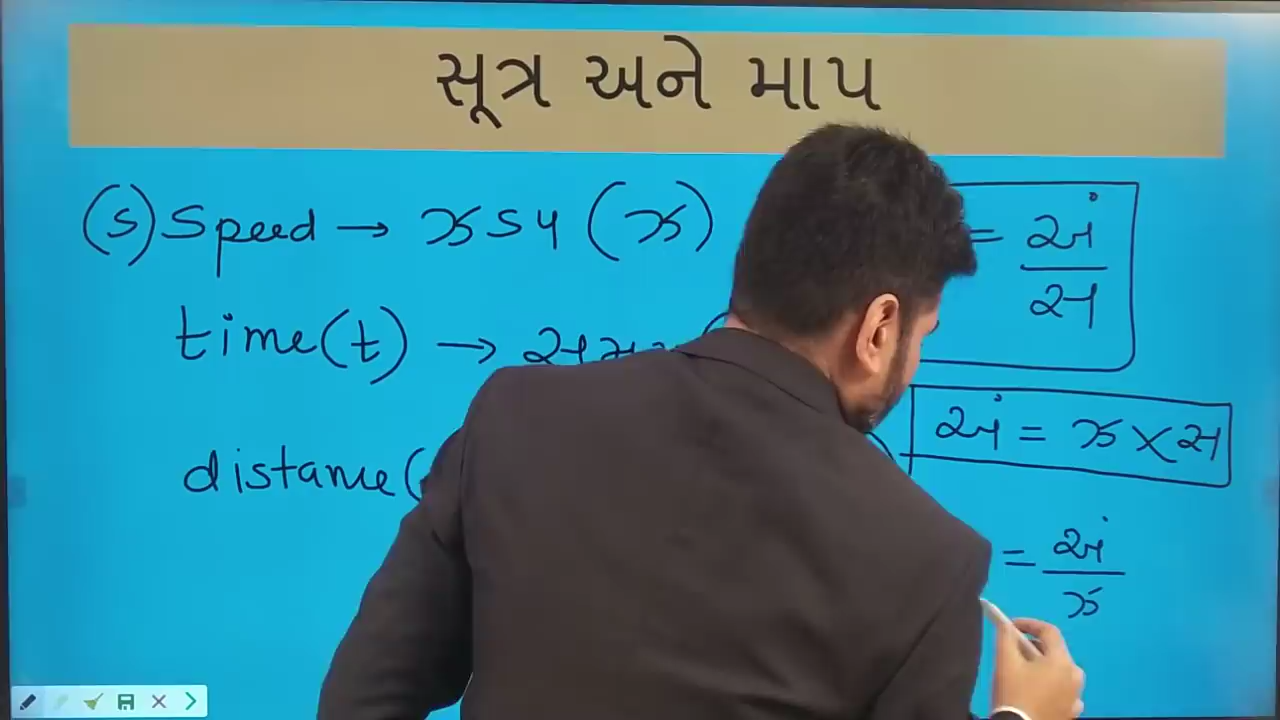 સૂત્ર અને માપ
(s) Speed → ઝડપ (ઝ)
= અં / સ
time(t) →
અં = ઝ × સ
distance(
= અં / ઝ